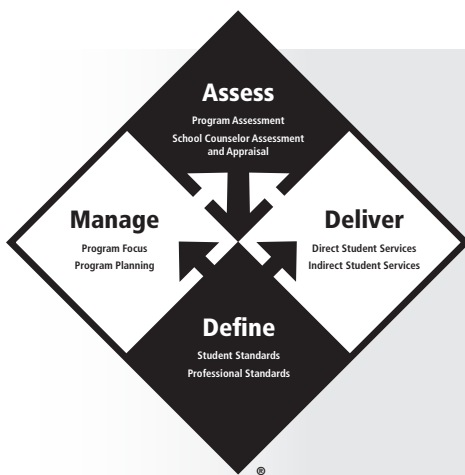 Assess
Program Assessment
School Counselor Assessment
and Appraisal
Manage
Program Focus
Program Planning
Deliver
Direct Student Services
Indirect Student Services
Define
Student Standards
Professional Standards
®